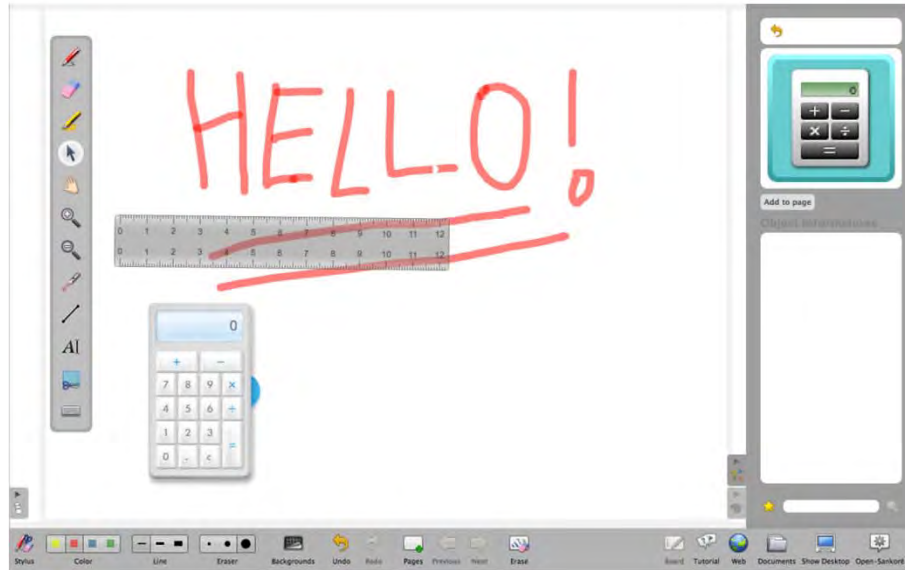 HELLO!
0
Add to page
Object informations
0 1 2 3 4 5 6 7 8 9 10 11 12
0 1 2 3 4 5 6 7 8 9 10 11 12
AI
0
+ −
7 8 9 ×
4 5 6 ÷
1 2 3
0 . c =
Stylus Color Line Eraser Backgrounds Undo Redo Pages Previous Next Erase Board Tutorial Web Documents Show Desktop Open-Sankoré